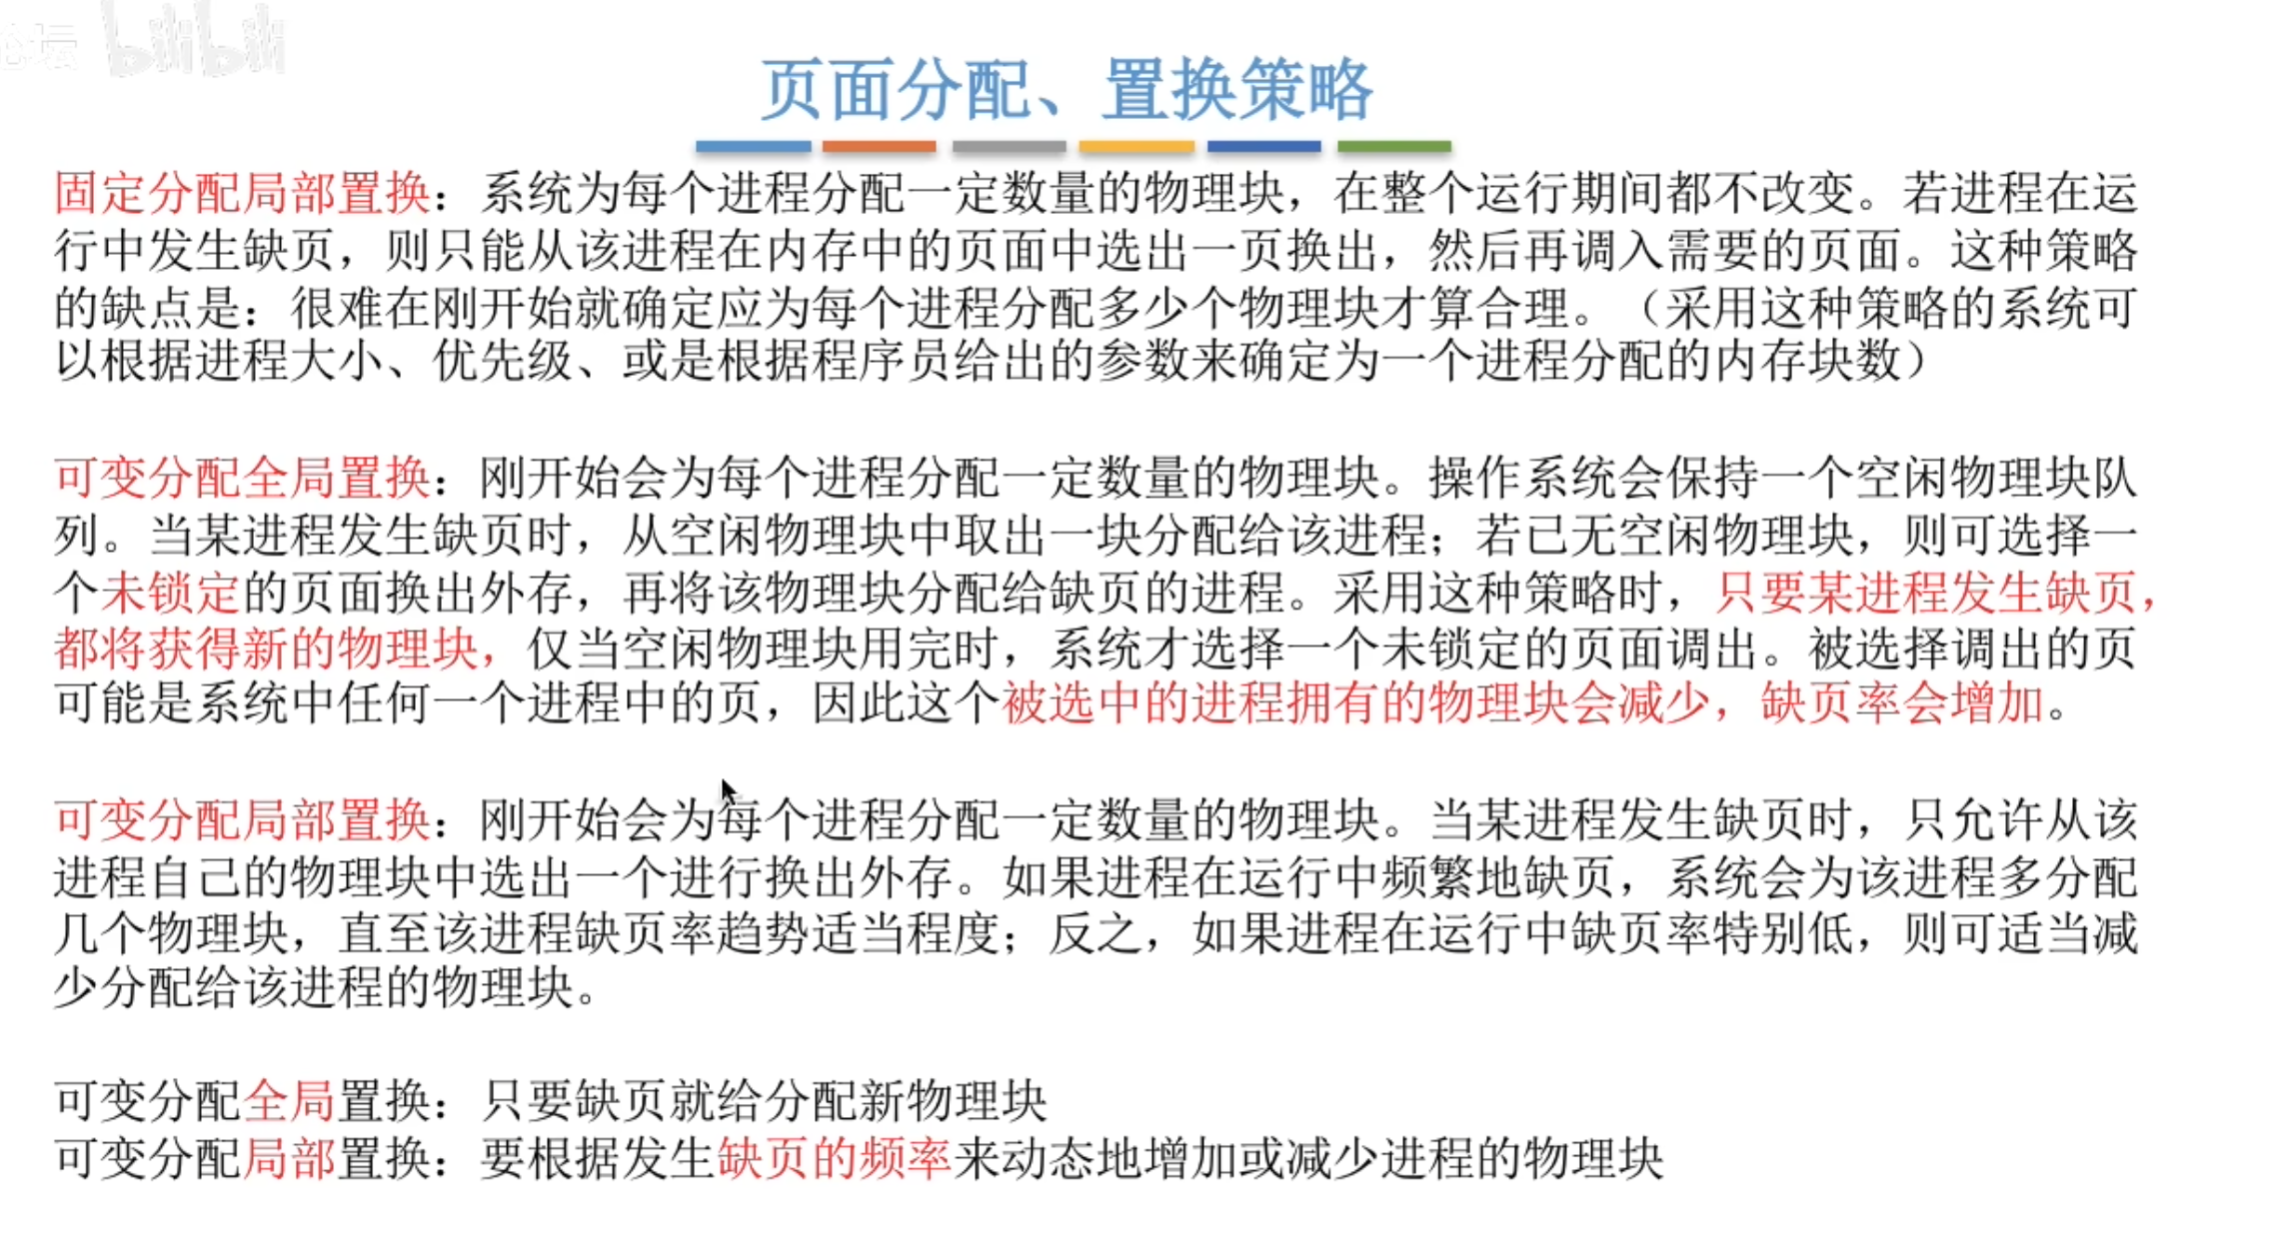 论坛 bilibili
页面分配、置换策略
固定分配局部置换：系统为每个进程分配一定数量的物理块，在整个运行期间都不改变。若进程在运
行中发生缺页，则只能从该进程在内存中的页面中选出一页换出，然后再调入需要的页面。这种策略
的缺点是：很难在刚开始就确定应为每个进程分配多少个物理块才算合理。（采用这种策略的系统可
以根据进程大小、优先级、或是根据程序员给出的参数来确定为一个进程分配的内存块数）
可变分配全局置换：刚开始会为每个进程分配一定数量的物理块。操作系统会保持一个空闲物理块队
列。当某进程发生缺页时，从空闲物理块中取出一块分配给该进程；若已无空闲物理块，则可选择一
个未锁定的页面换出外存，再将该物理块分配给缺页的进程。采用这种策略时，只要某进程发生缺页，
都将获得新的物理块，仅当空闲物理块用完时，系统才选择一个未锁定的页面调出。被选择调出的页
可能是系统中任何一个进程中的页，因此这个被选中的进程拥有的物理块会减少，缺页率会增加。
可变分配局部置换：刚开始会为每个进程分配一定数量的物理块。当某进程发生缺页时，只允许从该
进程自己的物理块中选出一个进行换出外存。如果进程在运行中频繁地缺页，系统会为该进程多分配
几个物理块，直至该进程缺页率趋势适当程度；反之，如果进程在运行中缺页率特别低，则可适当减
少分配给该进程的物理块。
可变分配全局置换：只要缺页就给分配新物理块
可变分配局部置换：要根据发生缺页的频率来动态地增加或减少进程的物理块